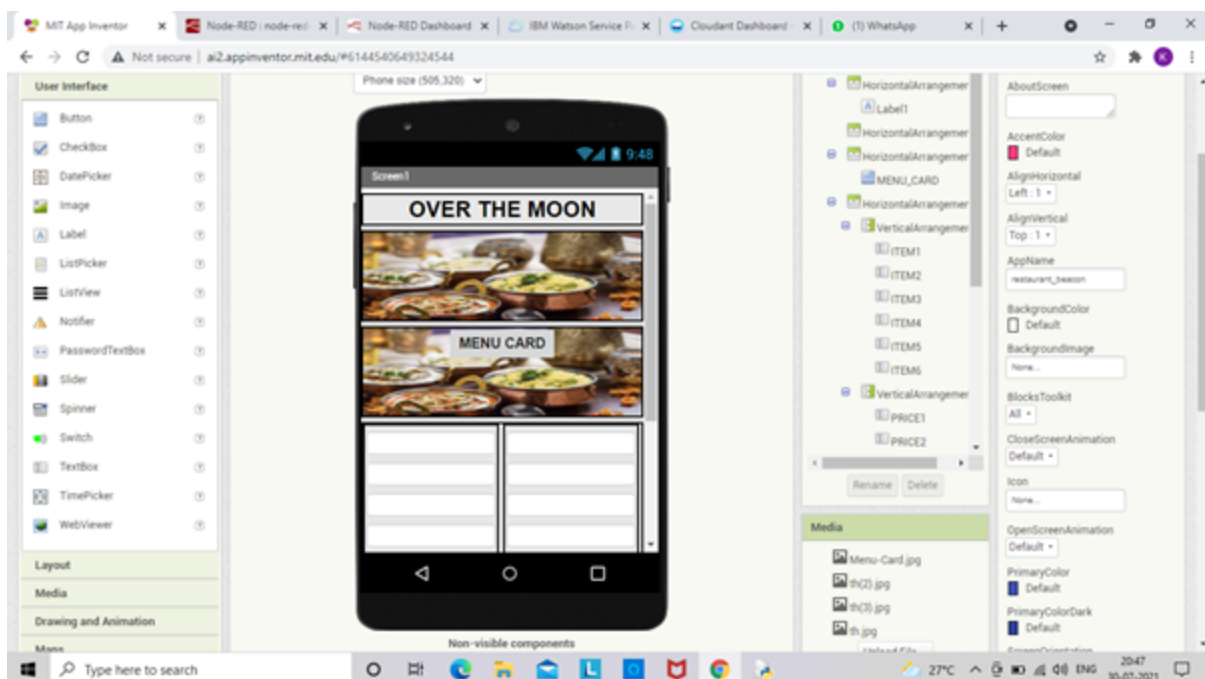 MIT App Inventor
Node-RED : node-red-
Node-RED Dashboard
IBM Watson Service P
Cloudant Dashboard -
(1) WhatsApp
Not secure | ai2.appinventor.mit.edu/#6144540649324544
K
User Interface
Button
CheckBox
DatePicker
Image
Label
ListPicker
ListView
Notifier
PasswordTextBox
Slider
Spinner
Switch
TextBox
TimePicker
WebViewer
Layout
Media
Drawing and Animation
Maps
Phone size (505,320)
9:48
Screen1
OVER THE MOON
MENU CARD
Non-visible components
HorizontalArrangemer
Label1
HorizontalArrangemer
HorizontalArrangemer
MENU_CARD
HorizontalArrangemer
VerticalArrangemer
ITEM1
ITEM2
ITEM3
ITEM4
ITEM5
ITEM6
VerticalArrangemer
PRICE1
PRICE2
Rename Delete
Media
Menu-Card.jpg
th(2).jpg
th(3).jpg
th.jpg
Upload File
AboutScreen
AccentColor
Default
AlignHorizontal
Left : 1
AlignVertical
Top : 1
AppName
restaurant_beacon
BackgroundColor
Default
BackgroundImage
None...
BlocksToolkit
All
CloseScreenAnimation
Default
Icon
None...
OpenScreenAnimation
Default
PrimaryColor
Default
PrimaryColorDark
Default
ScreenOrientation
Type here to search
27°C
ENG
20:47
30-07-2021